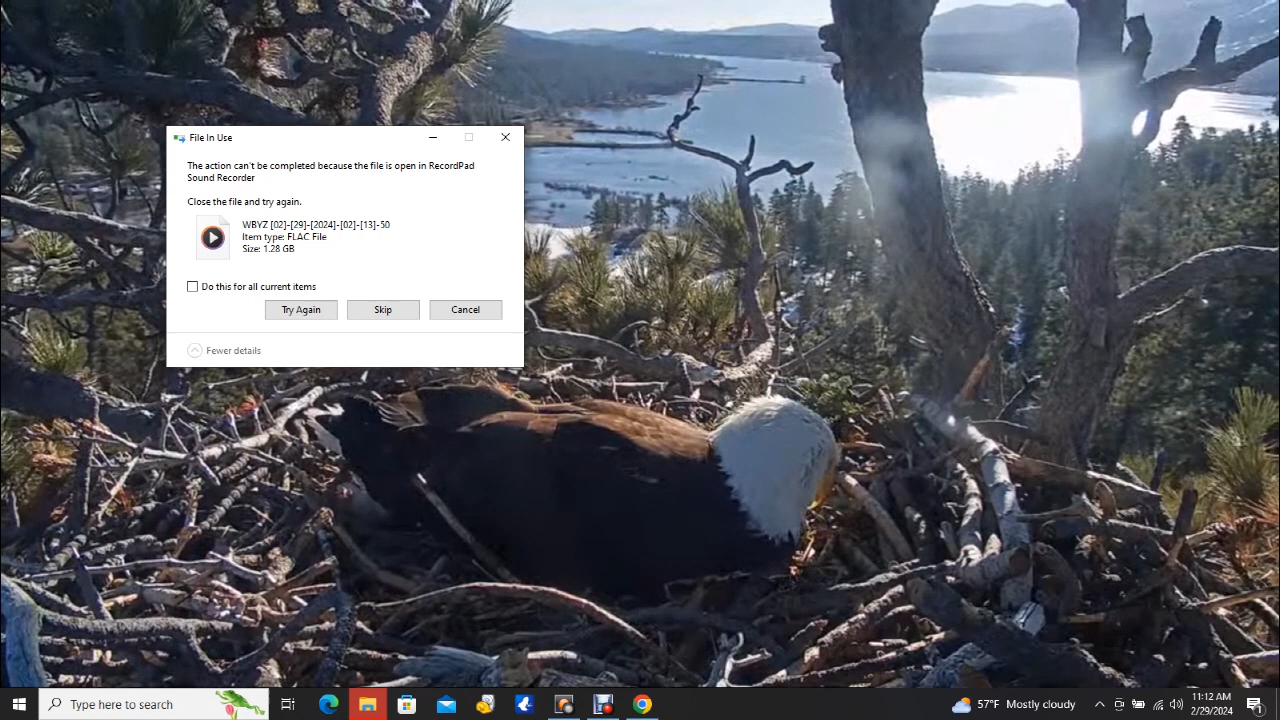 File In Use
The action can't be completed because the file is open in RecordPad
Sound Recorder
Close the file and try again.
WBYZ [02]-[29]-[2024]-[02]-[13]-50
Item type: FLAC File
Size: 1.28 GB
Do this for all current items
Try Again
Skip
Cancel
Fewer details
Type here to search
57°F Mostly cloudy
11:12 AM
2/29/2024
1